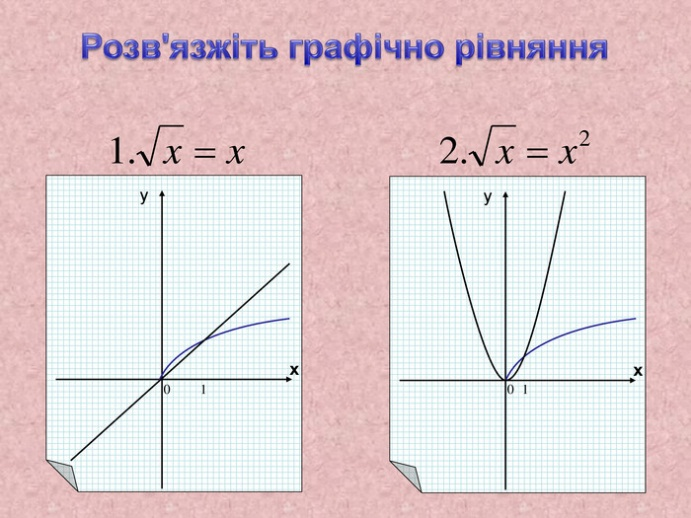 Розв'язжіть графічно рівняння
1.√x = x
2.√x = x²
y
x
0 1
y
x
0 1